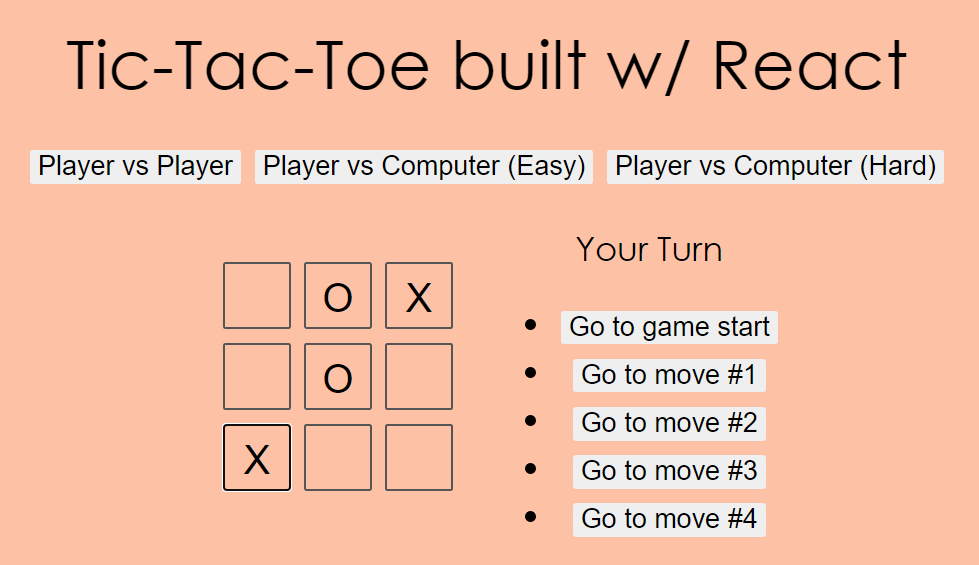 Tic-Tac-Toe built w/ React
Player vs Player Player vs Computer (Easy) Player vs Computer (Hard)
Your Turn
O X
O
X
Go to game start
Go to move #1
Go to move #2
Go to move #3
Go to move #4